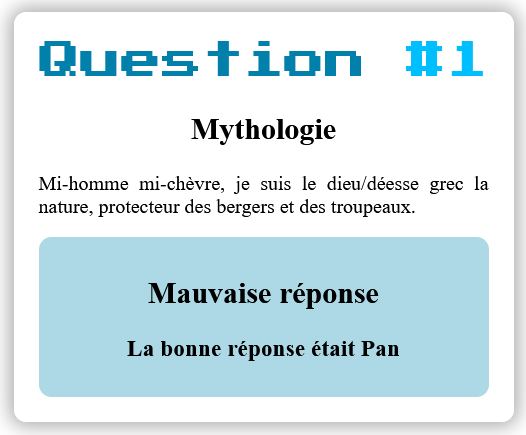 Question #1
Mythologie
Mi-homme mi-chèvre, je suis le dieu/déesse grec la
nature, protecteur des bergers et des troupeaux.
Mauvaise réponse
La bonne réponse était Pan